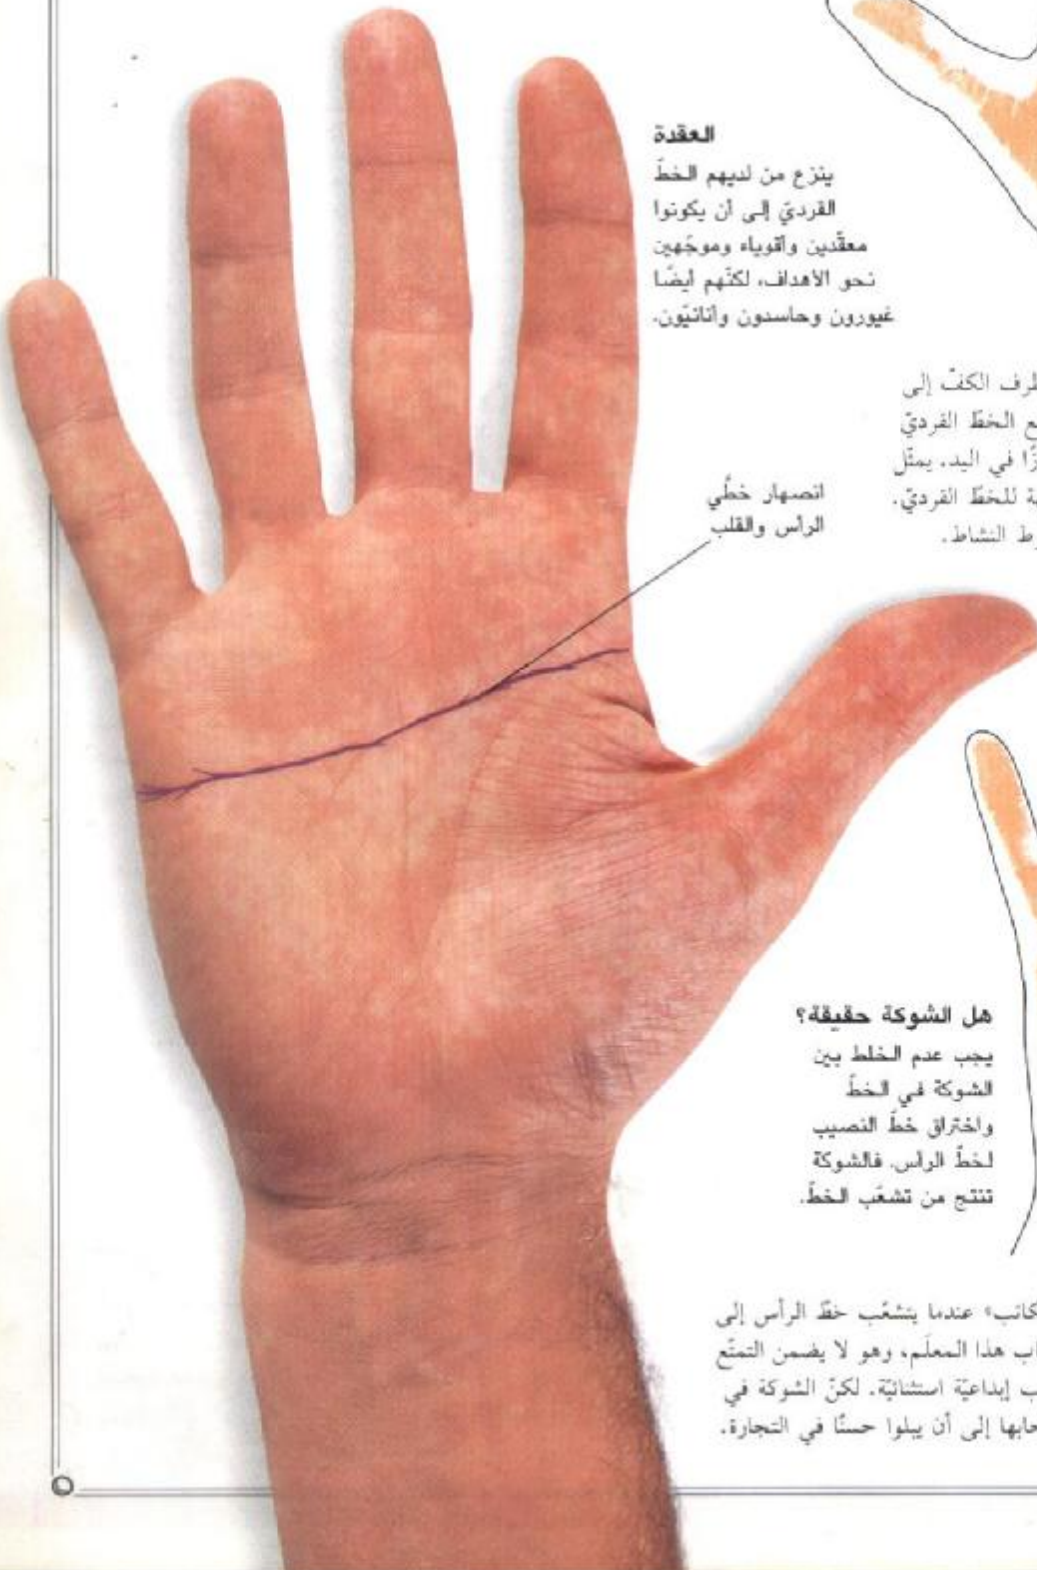 العقدة
ينزع من لديهم الخطّ
القرديّ إلى أن يكونوا
معقّدين وأقوياء وموجّهين
نحو الأهداف، لكنّهم أيضًا
غيورون وحاسدون وأنانيّون.
الكفّ إلى
الخطّ القرديّ
في اليد. يمثّل
للخطّ القرديّ.
النشاط.
انصهار خطَّي
الرأس والقلب
هل الشوكة حقيقة؟
يجب عدم الخلط بين
الشوكة في الخطّ
واختراق خطّ النصيب
لخطّ الرأس. فالشوكة
تنتج من تشعّب الخطّ.
عندما يتشعّب خطّ الرأس إلى
هذا المعلَم، وهو لا يضمن التمتّع
إبداعيّة استثنائيّة. لكنّ الشوكة في
إلى أن يبلوا حسنًا في التجارة.